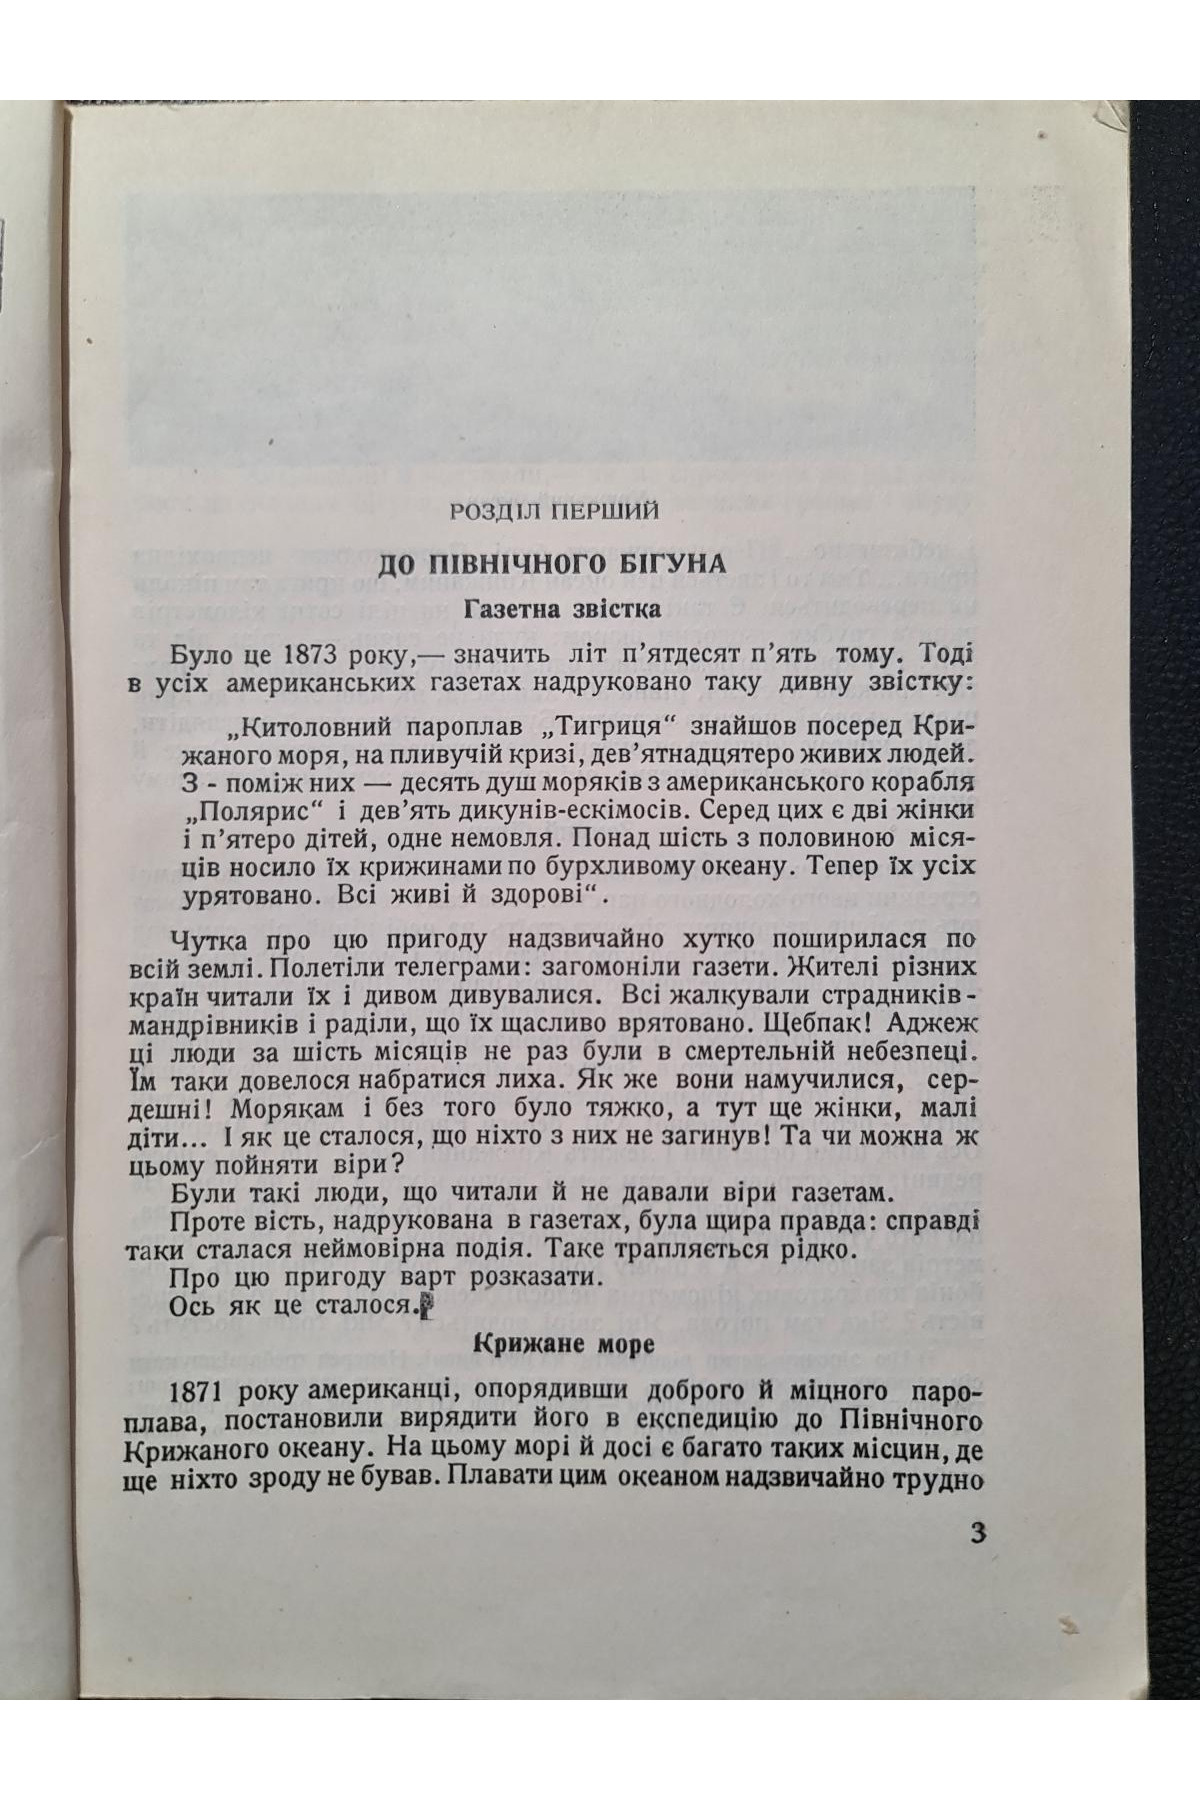 РОЗДІЛ ПЕРШИЙ
ДО ПІВНІЧНОГО БІГУНА
Газетна звістка
Було це 1873 року,— значить літ п’ятдесят п’ять тому. Тоді
в усіх американських газетах надруковано таку дивну звістку:
„Китоловний пароплав „Тигриця“ знайшов посеред Кри-
жаного моря, на пливучій кризі, дев’ятнадцятеро живих людей.
З - поміж них — десять душ моряків з американського корабля
„Полярис“ і дев’ять дикунів-ескімосів. Серед цих є дві жінки
і п’ятеро дітей, одне немовля. Понад шість з половиною міся-
ців носило їх крижинами по бурхливому океану. Тепер їх усіх
урятовано. Всі живі й здорові“.
Чутка про цю пригоду надзвичайно хутко поширилася по
всій землі. Полетіли телеграми: загомоніли газети. Жителі різних
країн читали їх і дивом дивувалися. Всі жалкували страдників -
мандрівників і раділи, що їх щасливо врятовано. Щебпак! Аджеж
ці люди за шість місяців не раз були в смертельній небезпеці.
Їм таки довелося набратися лиха. Як же вони намучилися, сер-
дешні! Морякам і без того було тяжко, а тут ще жінки, малі
діти... І як це сталося, що ніхто з них не загинув! Та чи можна ж
цьому пойняти віри?
Були такі люди, що читали й не давали віри газетам.
Проте вість, надрукована в газетах, була щира правда: справді
таки сталася неймовірна подія. Таке трапляється рідко.
Про цю пригоду варт розказати.
Ось як це сталося.
Крижане море
1871 року американці, опорядивши доброго й міцного паро-
плава, постановили вирядити його в експедицію до Північного
Крижаного океану. На цьому морі й досі є багато таких місцин, де
ще ніхто зроду не бував. Плавати цим океаном надзвичайно трудно
3